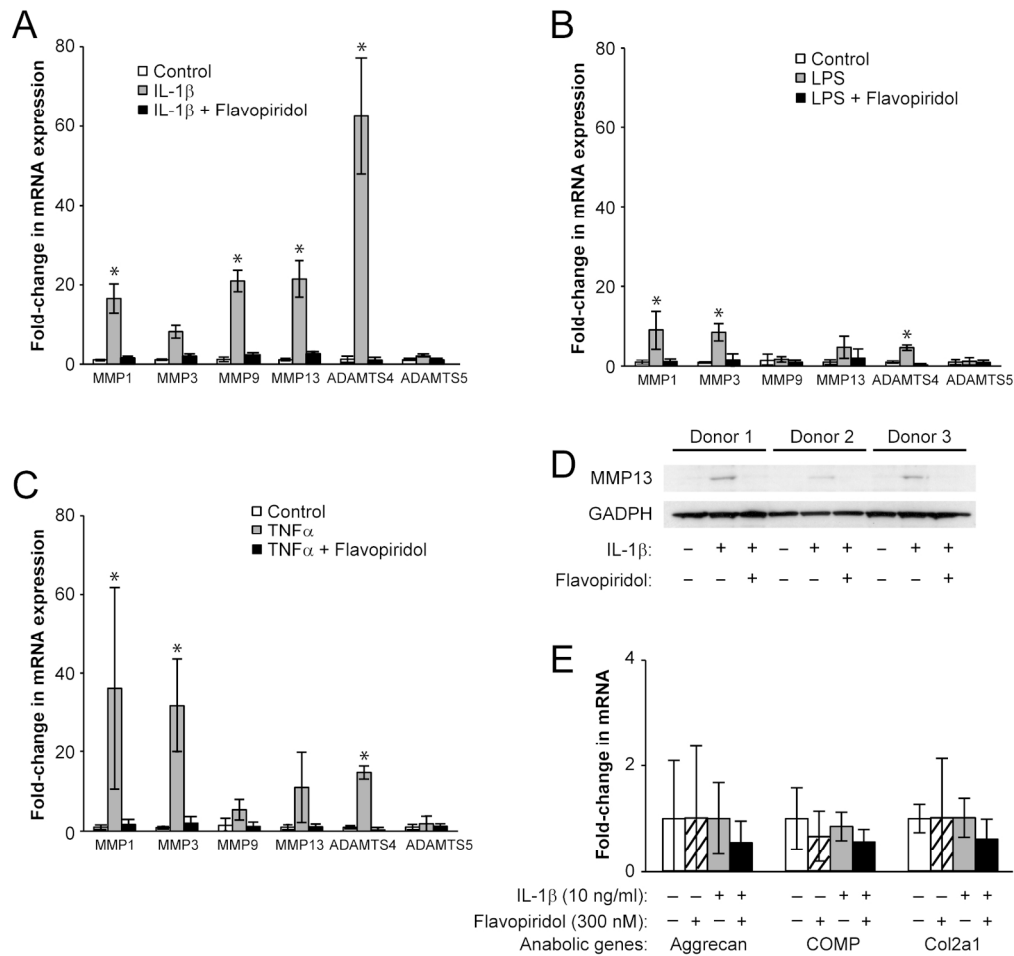 A
Fold-change in mRNA expression
80
60
40
20
0
Control
IL-1β
IL-1β + Flavopiridol
*
*
*
*
MMP1 MMP3 MMP9 MMP13 ADAMTS4 ADAMTS5
B
Fold-change in mRNA expression
80
60
40
20
0
Control
LPS
LPS + Flavopiridol
*
*
*
MMP1 MMP3 MMP9 MMP13 ADAMTS4 ADAMTS5
C
Fold-change in mRNA expression
80
60
40
20
0
Control
TNFα
TNFα + Flavopiridol
*
*
*
MMP1 MMP3 MMP9 MMP13 ADAMTS4 ADAMTS5
D
Donor 1 Donor 2 Donor 3
MMP13
GADPH
IL-1β: – + + – + + – + +
Flavopiridol: – – + – – + – – +
E
Fold-change in mRNA
4
2
0
IL-1β (10 ng/ml): – – + + – – + + – – + +
Flavopiridol (300 nM): – + – + – + – + – + – +
Anabolic genes: Aggrecan COMP Col2a1